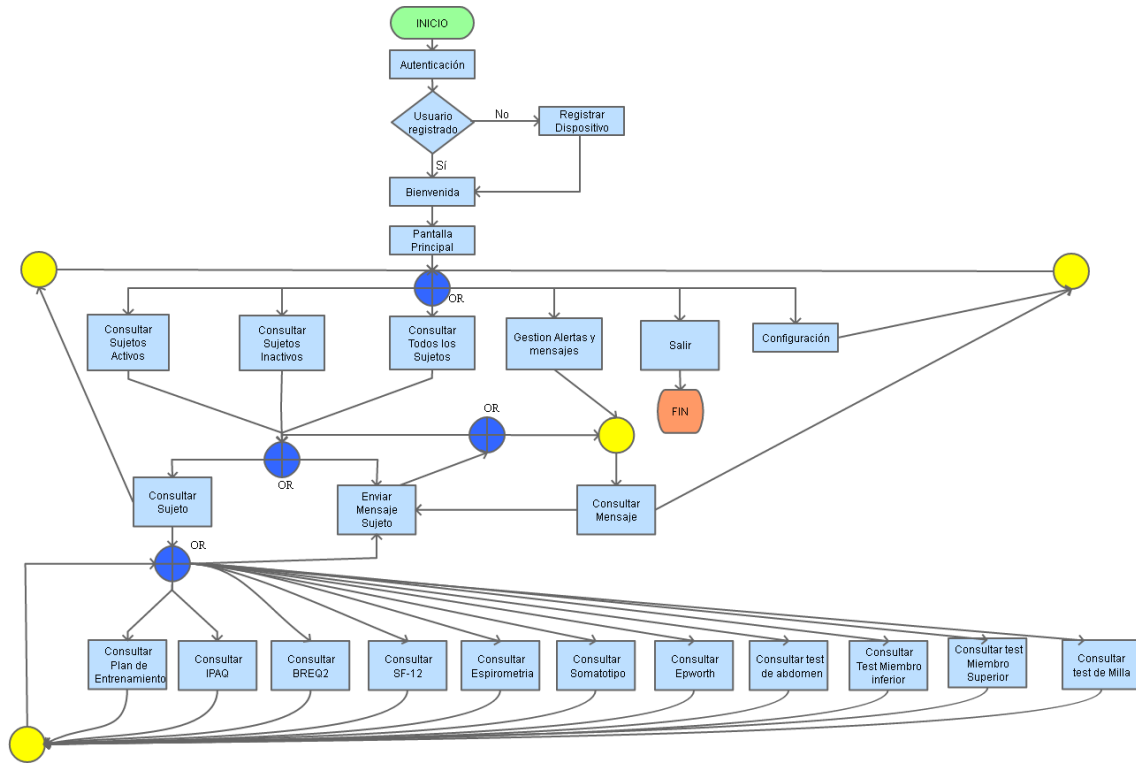 INICIO
Autenticación
Usuario
registrado
No
Registrar
Dispositivo
Sí
Bienvenida
Pantalla
Principal
OR
Consultar
Sujetos
Activos
Consultar
Sujetos
Inactivos
Consultar
Todos los
Sujetos
Gestion Alertas y
mensajes
Salir
Configuración
FIN
OR
OR
Consultar
Sujeto
Enviar
Mensaje
Sujeto
Consultar
Mensaje
OR
Consultar
Plan de
Entrenamiento
Consultar
IPAQ
Consultar
BREQ2
Consultar
SF-12
Consultar
Espirometria
Consultar
Somatotipo
Consultar
Epworth
Consultar test
de abdomen
Consultar
Test Miembro
inferior
Consultar test
Miembro
Superior
Consultar
test de Milla